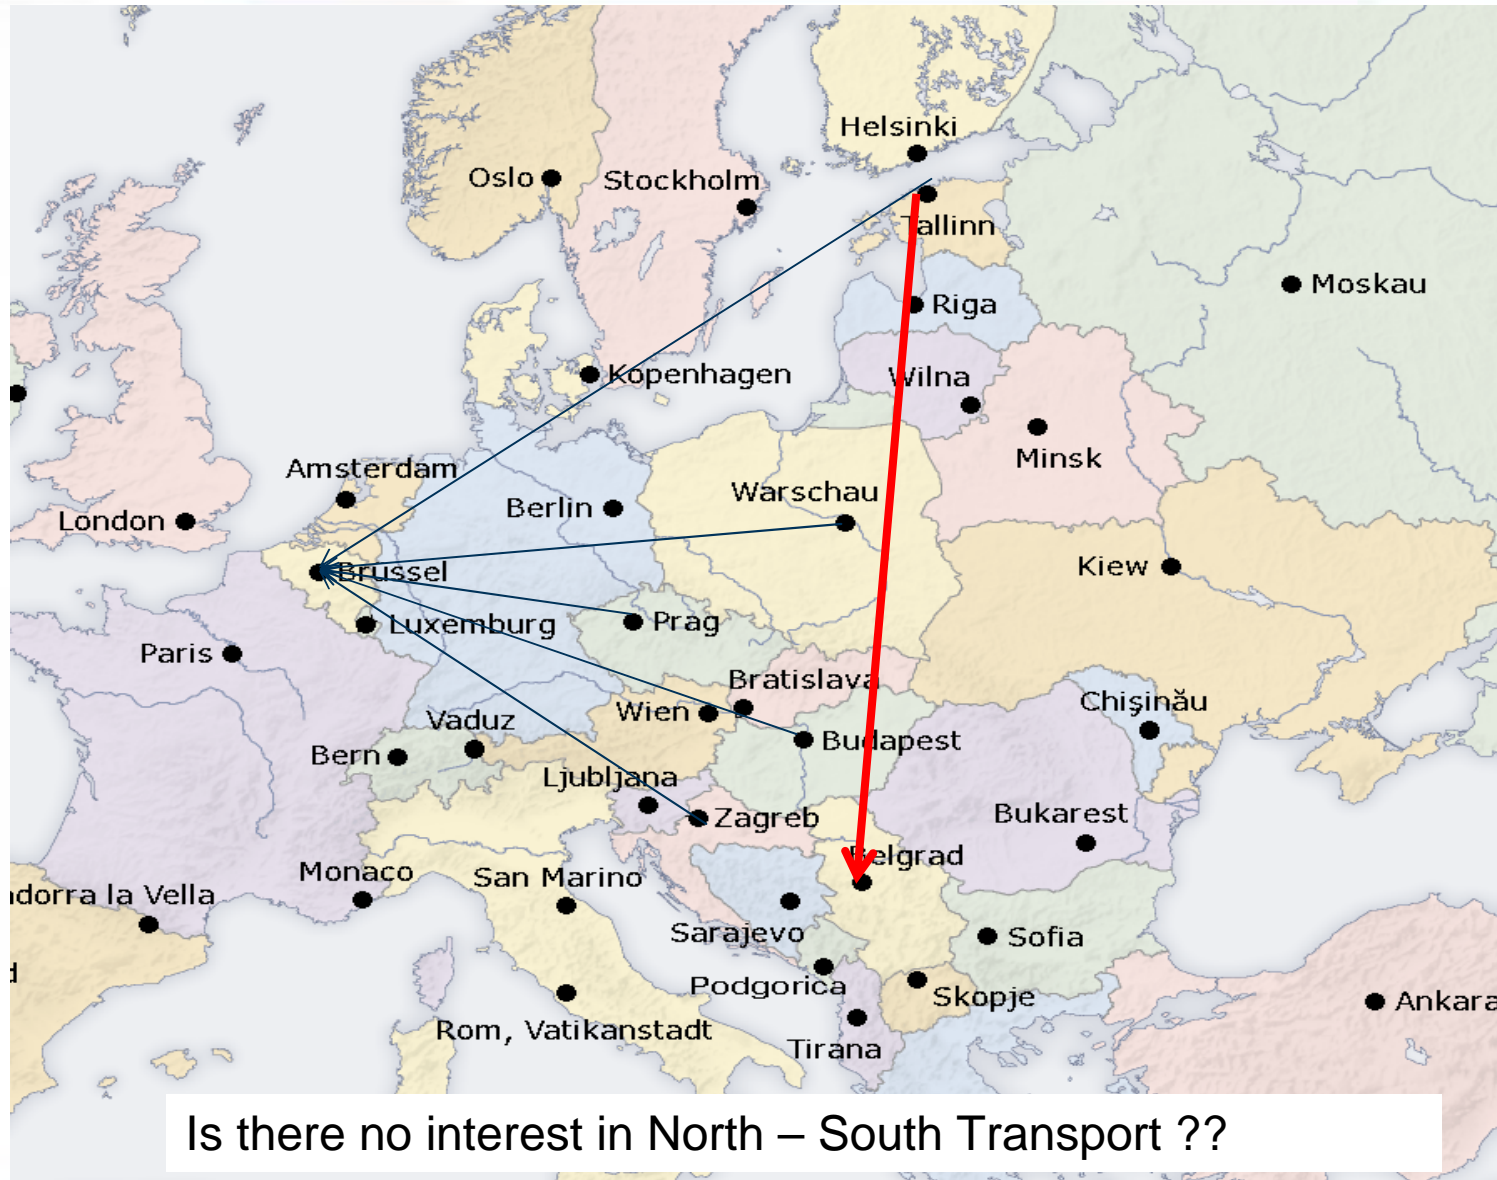 Helsinki
Oslo
Stockholm
Tallinn
Moskau
Riga
Kopenhagen
Wilna
Minsk
Amsterdam
Berlin
Warschau
London
Brüssel
Kiew
Luxemburg
Prag
Paris
Bratislava
Wien
Chişinău
Vaduz
Bern
Budapest
Ljubljana
Zagreb
Bukarest
Belgrad
Monaco
San Marino
ndorra la Vella
Sarajevo
Sofia
d
Podgorica
Skopje
Ankara
Rom, Vatikanstadt
Tirana
Is there no interest in North – South Transport ??